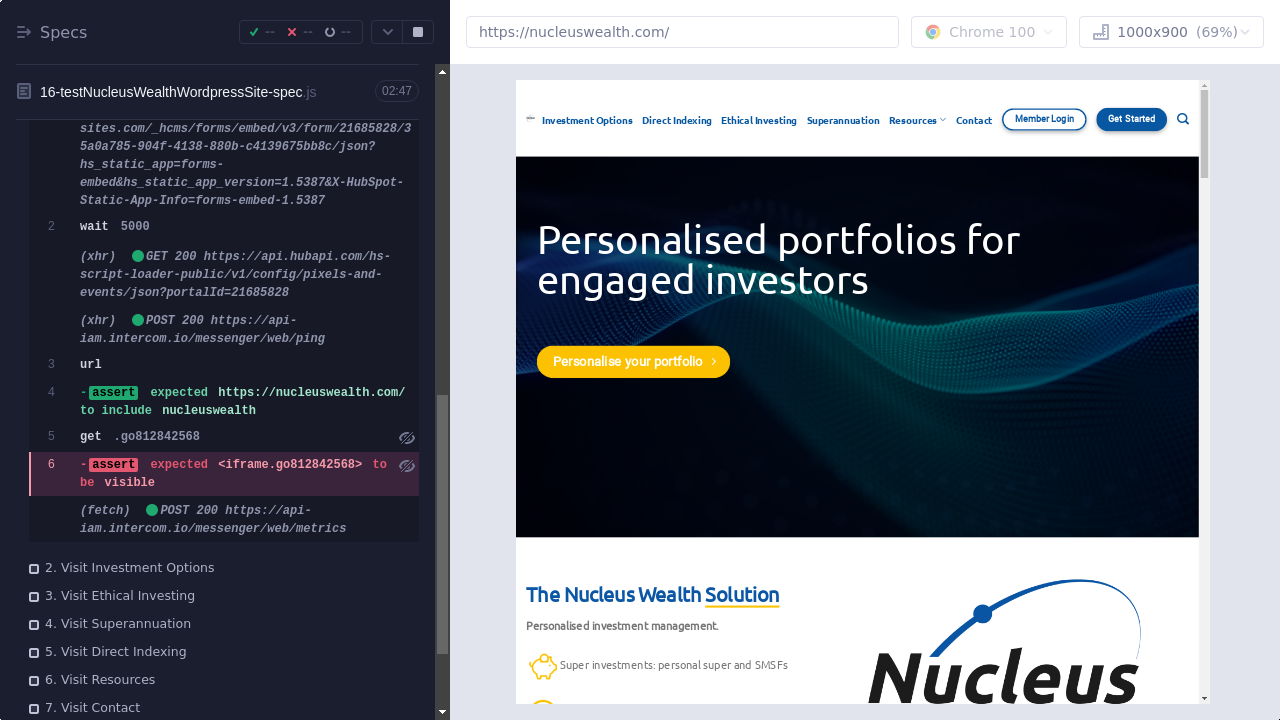 Specs
--
--
--
https://nucleuswealth.com/
Chrome 100
1000x900 (69%)
16-testNucleusWealthWordpressSite-spec.js
02:47
sites.com/_hcms/forms/embed/v3/form/21685828/3
5a0a785-904f-4138-880b-c4139675bb8c/json?
hs_static_app=forms-
embed&hs_static_app_version=1.5387&X-HubSpot-
Static-App-Info=forms-embed-1.5387
2 wait 5000
(xhr) GET 200 https://api.hubapi.com/hs-
script-loader-public/v1/config/pixels-and-
events/json?portalId=21685828
(xhr) POST 200 https://api-
iam.intercom.io/messenger/web/ping
3 url
4 -assert expected https://nucleuswealth.com/
to include nucleuswealth
5 get .go812842568
6 -assert expected <iframe.go812842568> to
be visible
(fetch) POST 200 https://api-
iam.intercom.io/messenger/web/metrics
2. Visit Investment Options
3. Visit Ethical Investing
4. Visit Superannuation
5. Visit Direct Indexing
6. Visit Resources
7. Visit Contact
Investment Options Direct Indexing Ethical Investing Superannuation Resources Contact Member Login Get Started
Personalised portfolios for
engaged investors
Personalise your portfolio
The Nucleus Wealth Solution
Personalised investment management.
Super investments: personal super and SMSFs
Nucleus